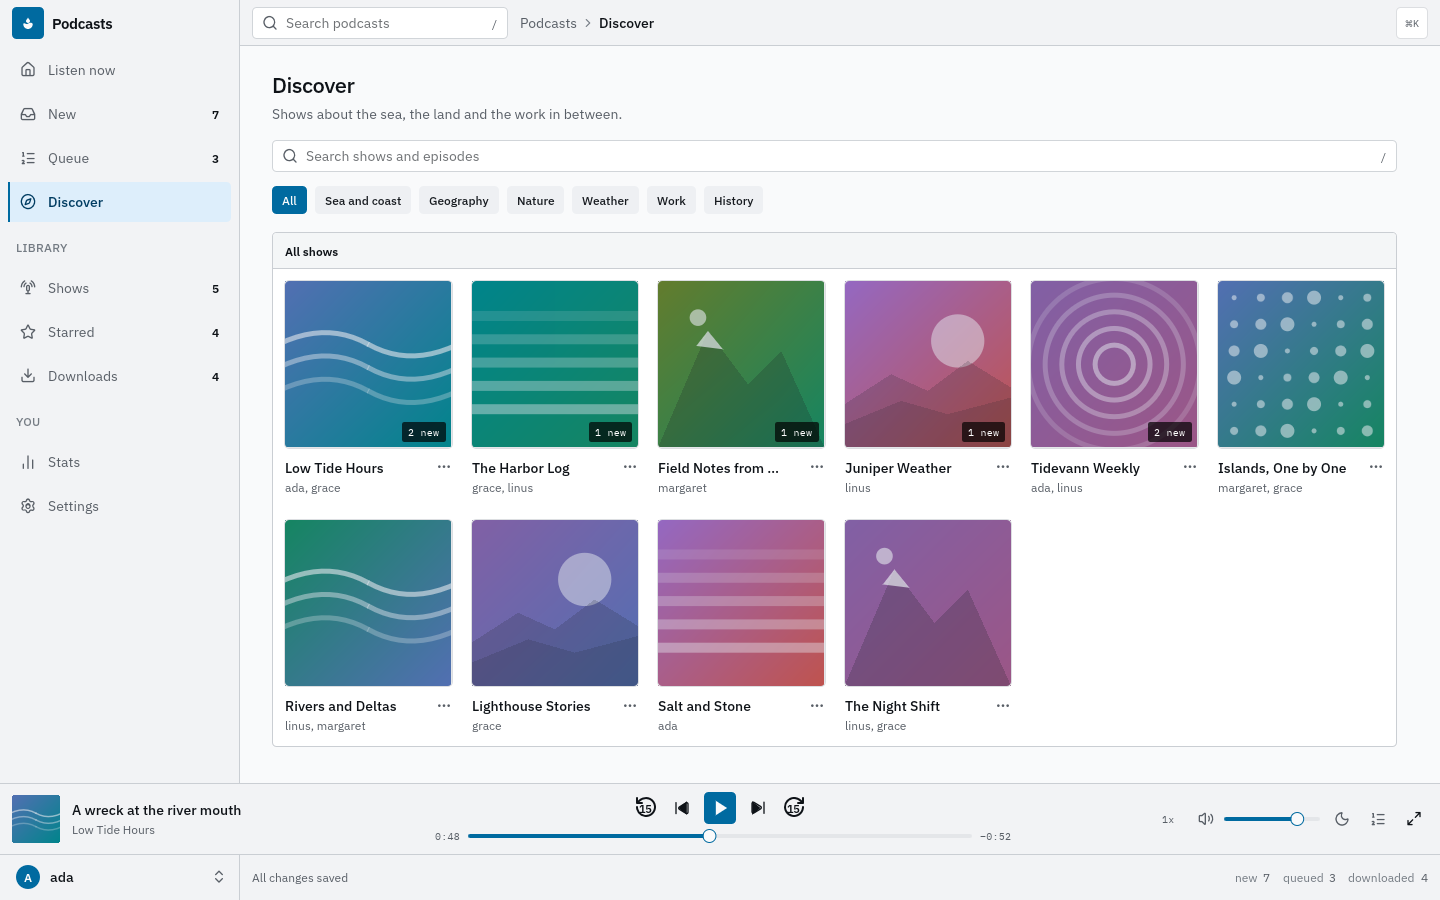 Podcasts
Search podcasts /
Podcasts > Discover
⌘K
Listen now
New 7
Queue 3
Discover
LIBRARY
Shows 5
Starred 4
Downloads 4
YOU
Stats
Settings
Discover
Shows about the sea, the land and the work in between.
Search shows and episodes /
All Sea and coast Geography Nature Weather Work History
All shows
2 new 1 new 1 new 1 new 2 new
Low Tide Hours The Harbor Log Field Notes from ... Juniper Weather Tidevann Weekly Islands, One by One
ada, grace grace, linus margaret linus ada, linus margaret, grace
Rivers and Deltas Lighthouse Stories Salt and Stone The Night Shift
linus, margaret grace ada linus, grace
A wreck at the river mouth
Low Tide Hours
15 15
0:48 −0:52
1x
A ada
All changes saved
new 7 queued 3 downloaded 4